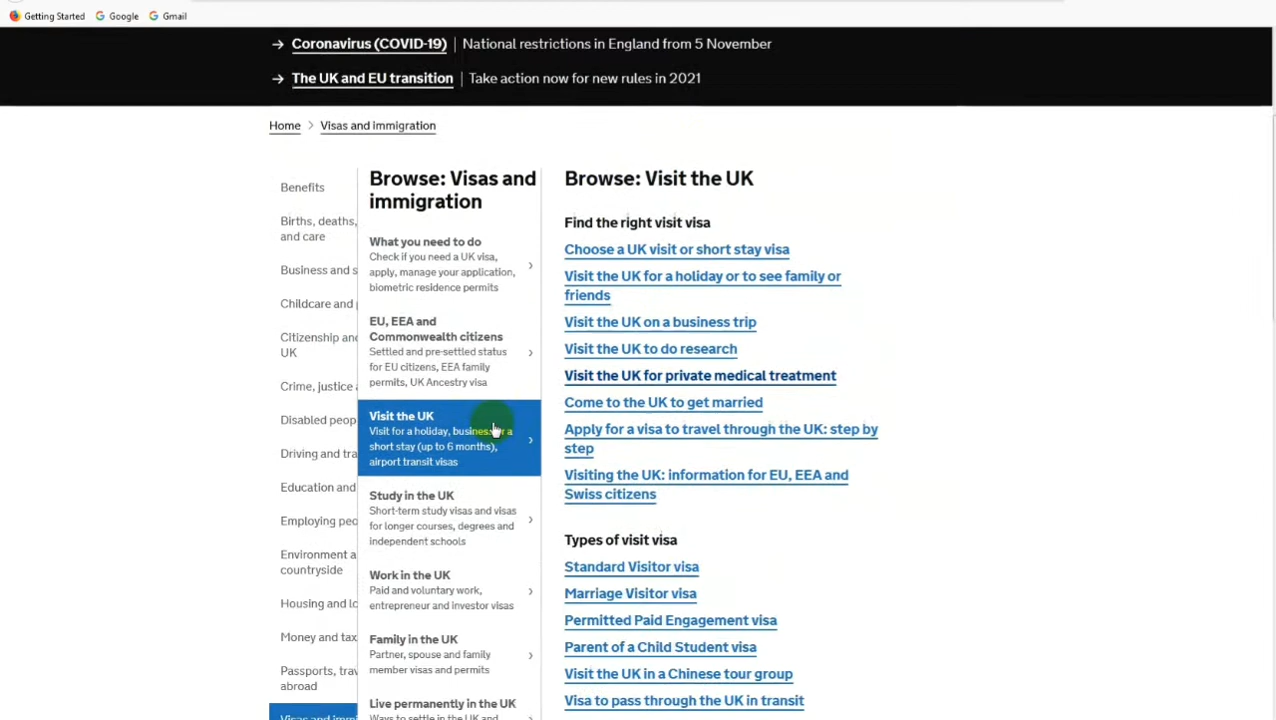 Getting Started Google Gmail
Coronavirus (COVID-19) National restrictions in England from 5 November
The UK and EU transition Take action now for new rules in 2021
Home Visas and immigration
Benefits
Births, deaths,
and care
Business and s
Childcare and
Citizenship an
UK
Crime, justice
Disabled peop
Driving and tra
Education and
Employing peo
Environment a
countryside
Housing and lo
Money and tax
Passports, trav
abroad
Visas and immi
Browse: Visas and
immigration
What you need to do
Check if you need a UK visa,
apply, manage your application,
biometric residence permits
EU, EEA and
Commonwealth citizens
Settled and pre-settled status
for EU citizens, EEA family
permits, UK Ancestry visa
Visit the UK
Visit for a holiday, business or a
short stay (up to 6 months),
airport transit visas
Study in the UK
Short-term study visas and visas
for longer courses, degrees and
independent schools
Work in the UK
Paid and voluntary work,
entrepreneur and investor visas
Family in the UK
Partner, spouse and family
member visas and permits
Live permanently in the UK
Ways to settle in the UK and
Browse: Visit the UK
Find the right visit visa
Choose a UK visit or short stay visa
Visit the UK for a holiday or to see family or
friends
Visit the UK on a business trip
Visit the UK to do research
Visit the UK for private medical treatment
Come to the UK to get married
Apply for a visa to travel through the UK: step by
step
Visiting the UK: information for EU, EEA and
Swiss citizens
Types of visit visa
Standard Visitor visa
Marriage Visitor visa
Permitted Paid Engagement visa
Parent of a Child Student visa
Visit the UK in a Chinese tour group
Visa to pass through the UK in transit